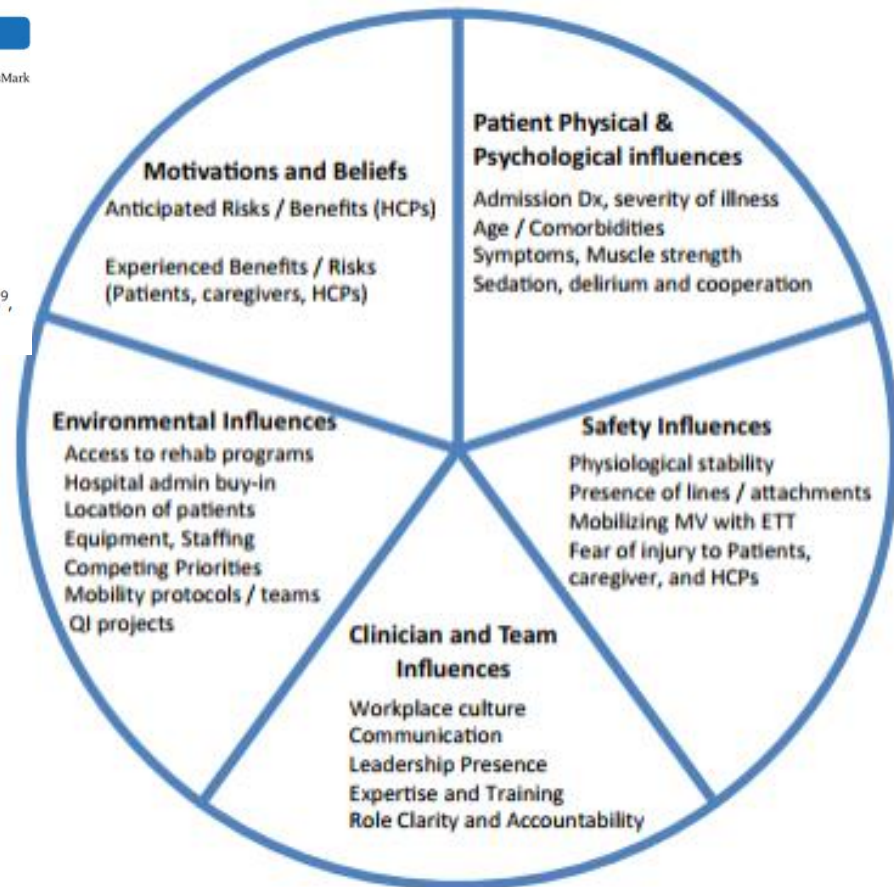 Mark
9,
Motivations and Beliefs
Anticipated Risks / Benefits (HCPs)
Experienced Benefits / Risks
(Patients, caregivers, HCPs)
Patient Physical &
Psychological influences
Admission Dx, severity of illness
Age / Comorbidities
Symptoms, Muscle strength
Sedation, delirium and cooperation
Environmental Influences
Access to rehab programs
Hospital admin buy-in
Location of patients
Equipment, Staffing
Competing Priorities
Mobility protocols / teams
QI projects
Safety Influences
Physiological stability
Presence of lines / attachments
Mobilizing MV with ETT
Fear of injury to Patients,
caregiver, and HCPs
Clinician and Team
Influences
Workplace culture
Communication
Leadership Presence
Expertise and Training
Role Clarity and Accountability